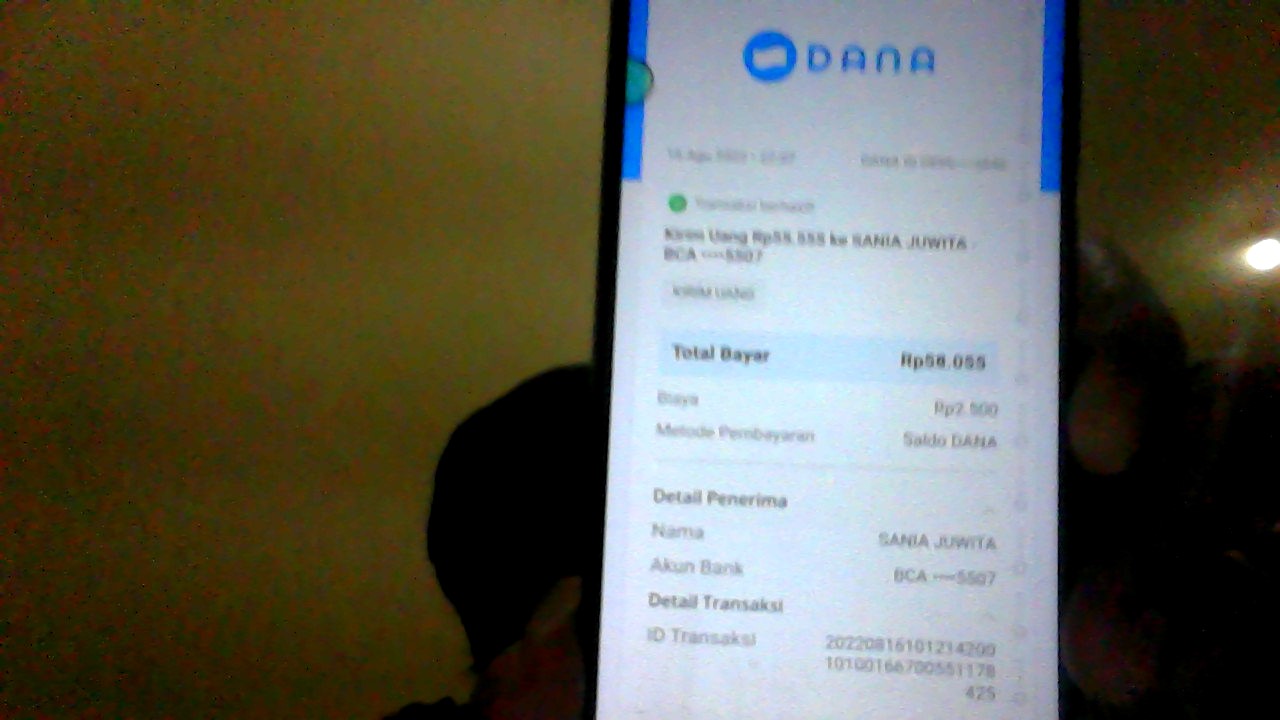 DANA
Transaksi berhasil
Kirim Uang Rp55.555 ke SANIA JUWITA -
BCA ····5507
KIRIM UANG
Total Bayar Rp58.055
Biaya Rp2.500
Metode Pembayaran Saldo DANA
Detail Penerima
Nama SANIA JUWITA
Akun Bank BCA ····5507
Detail Transaksi
ID Transaksi 20220816101214200
10100166700551178
425